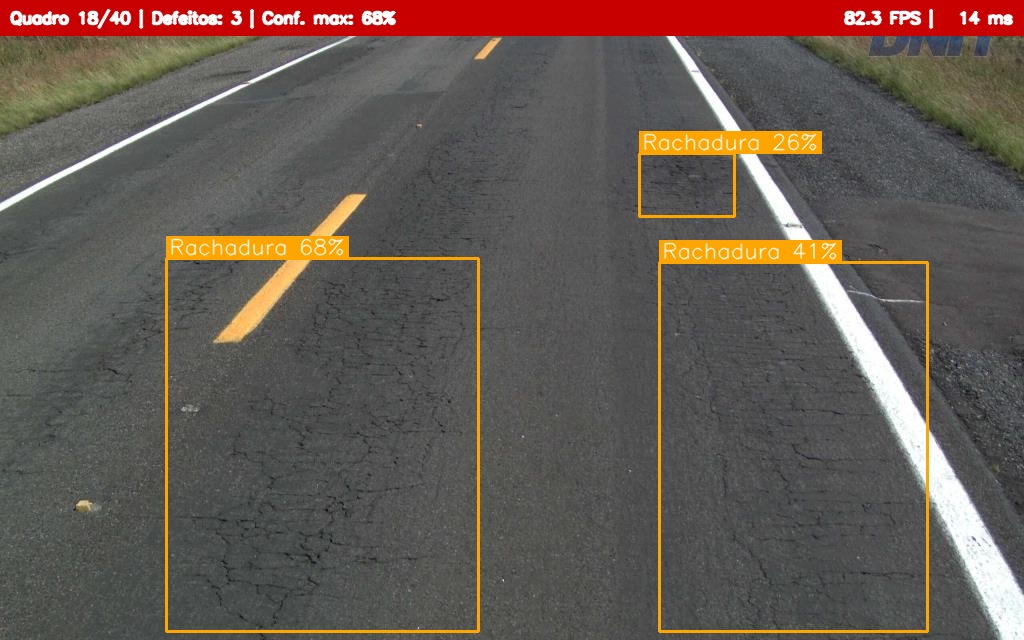 Quadro 18/40 | Defeitos: 3 | Conf. max: 68%
82.3 FPS | 14 ms
DNIT
Rachadura 26%
Rachadura 68%
Rachadura 41%